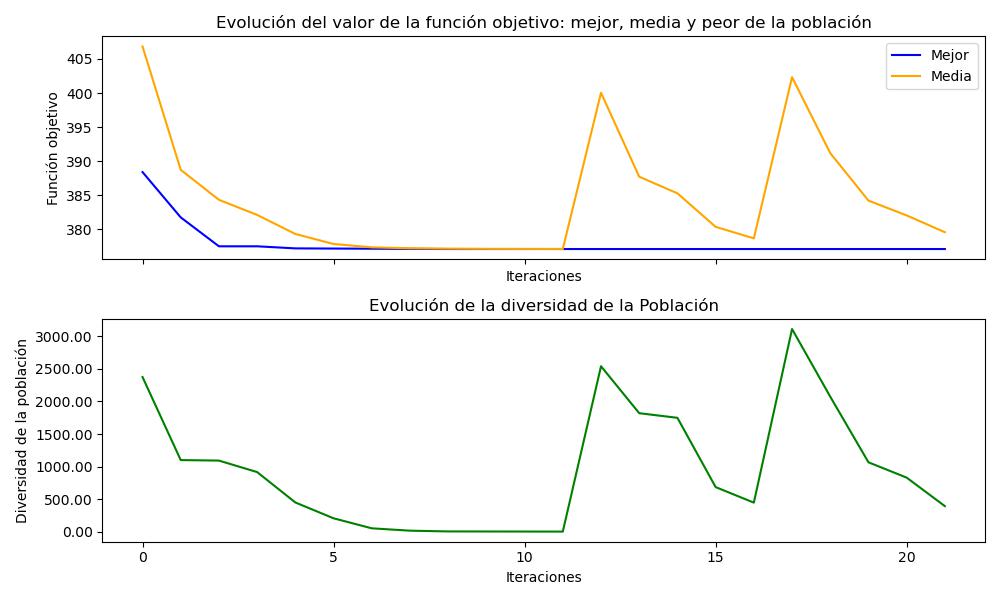 Evolución del valor de la función objetivo: mejor, media y peor de la población
Función objetivo
405
400
395
390
385
380
Mejor
Media
Iteraciones
Evolución de la diversidad de la Población
Diversidad de la población
3000.00
2500.00
2000.00
1500.00
1000.00
500.00
0.00
0 5 10 15 20
Iteraciones